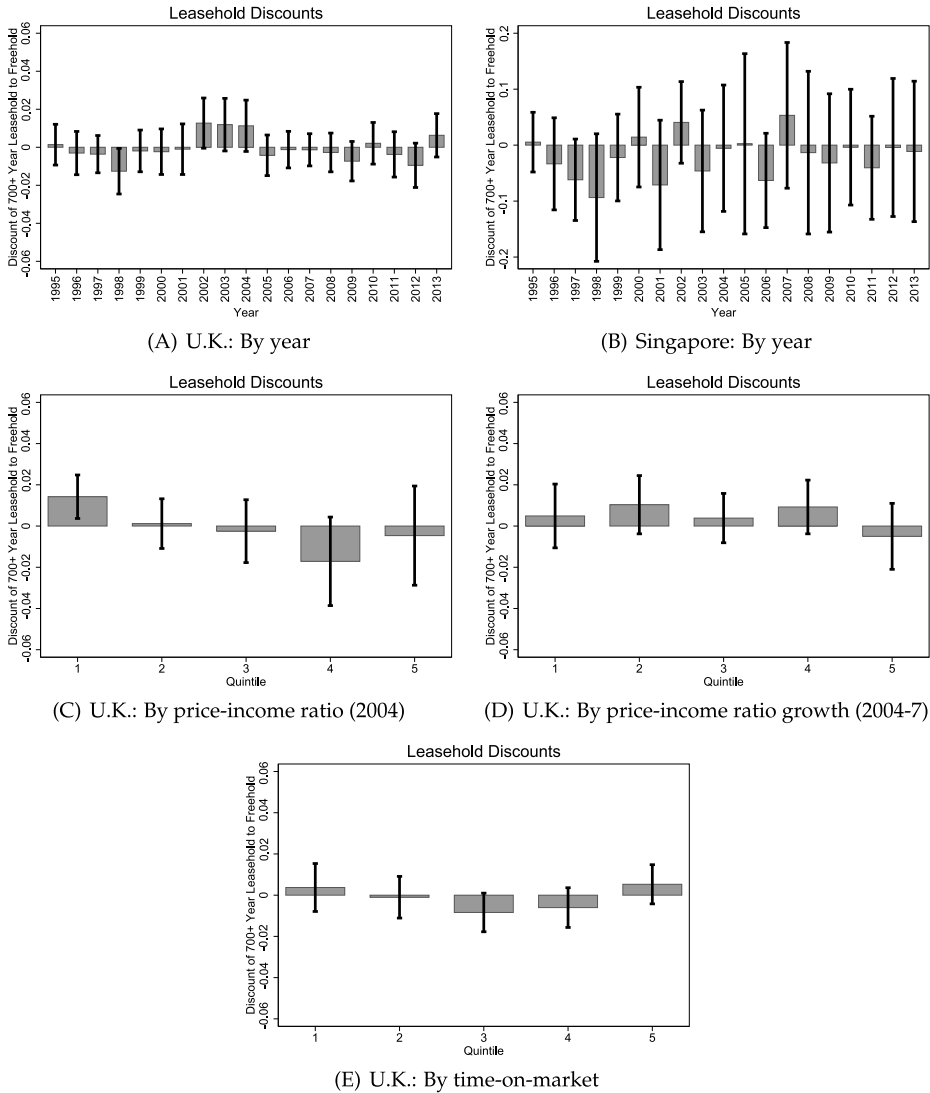 Leasehold Discounts
Discount of 700+ Year Leasehold to Freehold
0.06
0.04
0.02
0
-0.02
-0.04
-0.06
1995 1996 1997 1998 1999 2000 2001 2002 2003 2004 2005 2006 2007 2008 2009 2010 2011 2012 2013
Year
(A) U.K.: By year
Leasehold Discounts
Discount of 700+ Year Leasehold to Freehold
0.2
0.1
0
-0.1
-0.2
1995 1996 1997 1998 1999 2000 2001 2002 2003 2004 2005 2006 2007 2008 2009 2010 2011 2012 2013
Year
(B) Singapore: By year
Leasehold Discounts
Discount of 700+ Year Leasehold to Freehold
0.06
0.04
0.02
0
-0.02
-0.04
-0.06
1 2 3 4 5
Quintile
(C) U.K.: By price-income ratio (2004)
Leasehold Discounts
Discount of 700+ Year Leasehold to Freehold
0.06
0.04
0.02
0
-0.02
-0.04
-0.06
1 2 3 4 5
Quintile
(D) U.K.: By price-income ratio growth (2004-7)
Leasehold Discounts
Discount of 700+ Year Leasehold to Freehold
0.06
0.04
0.02
0
-0.02
-0.04
-0.06
1 2 3 4 5
Quintile
(E) U.K.: By time-on-market